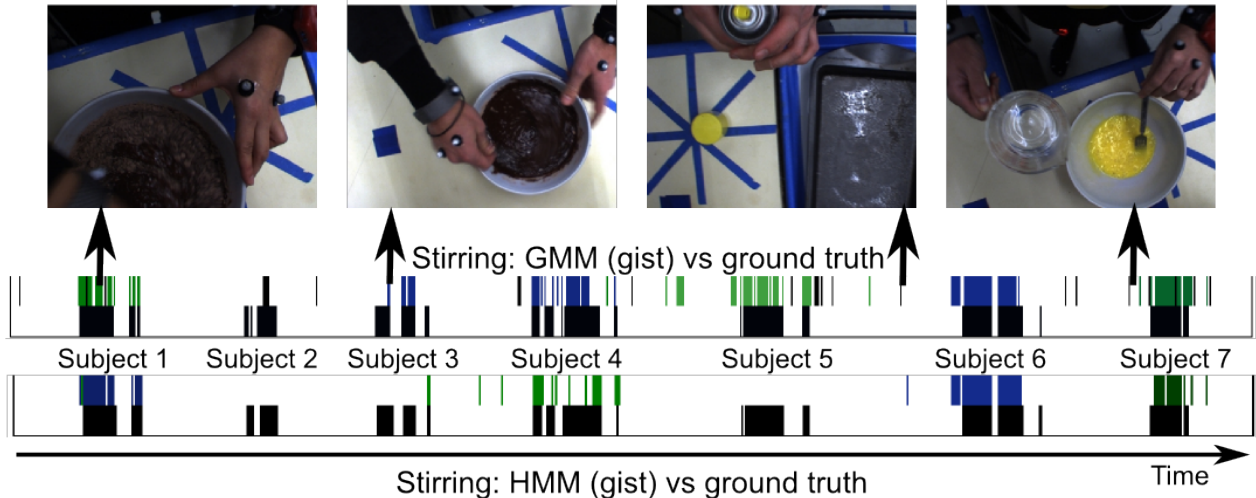 Stirring: GMM (gist) vs ground truth
Subject 1 Subject 2 Subject 3 Subject 4 Subject 5 Subject 6 Subject 7
Time
Stirring: HMM (gist) vs ground truth